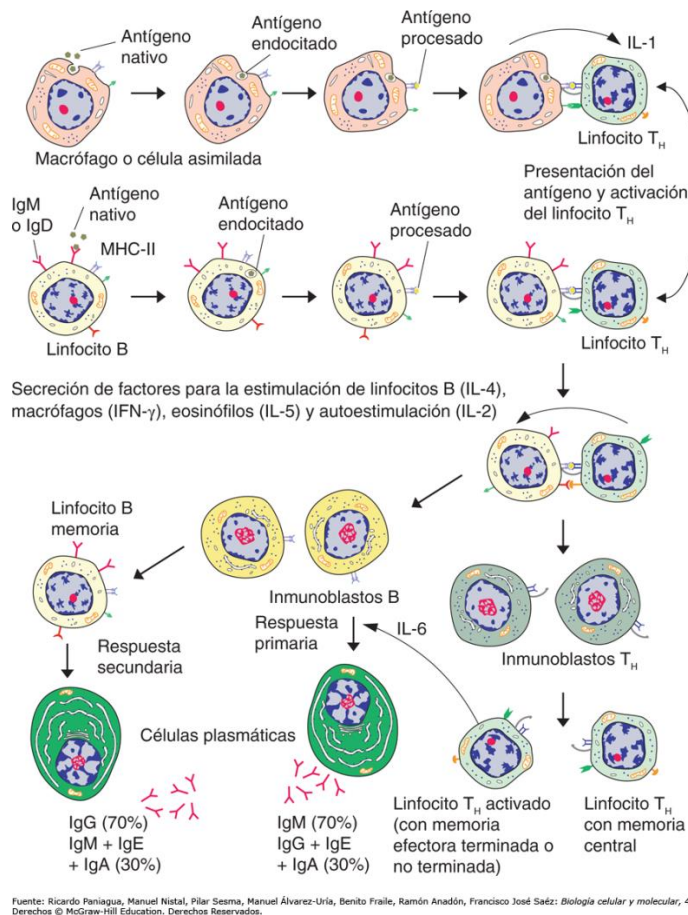 Antígeno
nativo
Antígeno
endocitado
Antígeno
procesado
IL-1
Linfocito TH
Macrófago o célula asimilada
Presentación del
antígeno y activación
del linfocito TH
IgM
o IgD
Antígeno
nativo
MHC-II
Antígeno
endocitado
Antígeno
procesado
Linfocito B
Linfocito TH
Secreción de factores para la estimulación de linfocitos B (IL-4),
macrófagos (IFN-γ), eosinófilos (IL-5) y autoestimulación (IL-2)
Linfocito B
memoria
Inmunoblastos B
Respuesta
secundaria
Respuesta
primaria
IL-6
Inmunoblastos TH
Células plasmáticas
IgG (70%)
IgM + IgE
+ IgA (30%)
IgM (70%)
IgG + IgE
+ IgA (30%)
Linfocito TH activado
(con memoria
efectora terminada o
no terminada)
Linfocito TH
con memoria
central
Fuente: Ricardo Paniagua, Manuel Nistal, Pilar Sesma, Manuel Álvarez-Uría, Benito Fraile, Ramón Anadón, Francisco José Saéz: Biología celular y molecular, 4
Derechos © McGraw-Hill Education. Derechos Reservados.